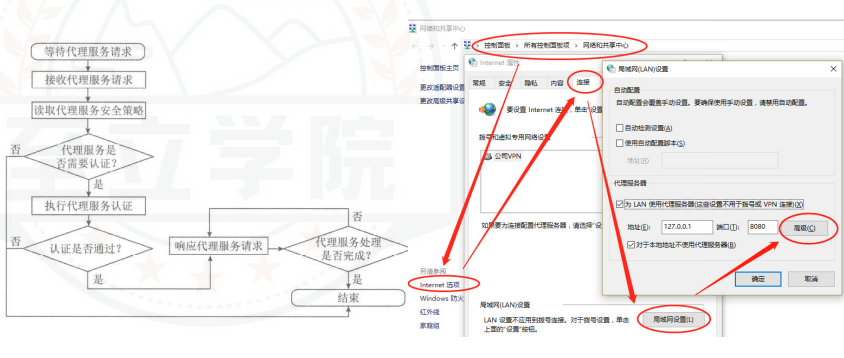 等待代理服务请求
接收代理服务请求
读取代理服务安全策略
代理服务是
否需要认证?
否
是
执行代理服务认证
认证是否通过?
否
是
响应代理服务请求
代理服务处理
是否完成?
否
是
结束
网络和共享中心
控制面板 › 所有控制面板项 › 网络和共享中心
控制面板主页
更改适配器设置
更改高级共享设
另请参阅
Internet 选项
Windows 防火
红外线
家庭组
Internet 属性
常规 安全 隐私 内容 连接
要设置 Internet 连接,单击“设置
拨号和虚拟专用网络设置
公司VPN
如果要为连接配置代理服务器,请选择“设
局域网(LAN)设置
LAN 设置不应用到拨号连接。对于拨号设置,单击
上面的“设置”按钮。
局域网设置(L)
局域网(LAN)设置
自动配置
自动配置会覆盖手动设置。要确保使用手动设置,请禁用自动配置。
自动检测设置(A)
使用自动配置脚本(S)
地址(R)
代理服务器
为 LAN 使用代理服务器(这些设置不用于拨号或 VPN 连接)(X)
地址(E): 127.0.0.1 端口(T): 8080 高级(C)
对于本地地址不使用代理服务器(B)
确定 取消